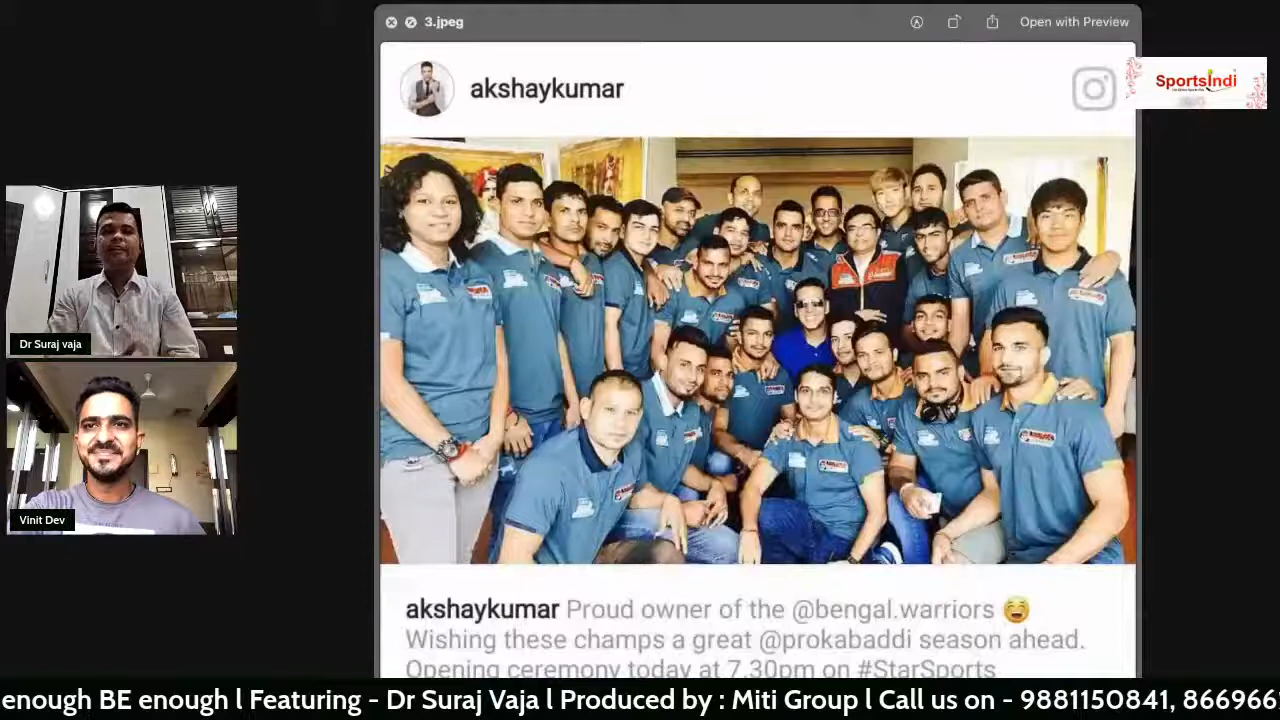 3.jpeg
Open with Preview
akshaykumar
SportsIndi
Dr Suraj vaja
Vinit Dev
akshaykumar Proud owner of the @bengal.warriors 😅
Wishing these champs a great @prokabaddi season ahead.
Opening ceremony today at 7.30pm on #StarSports
enough BE enough l Featuring - Dr Suraj Vaja l Produced by : Miti Group l Call us on - 9881150841, 86696